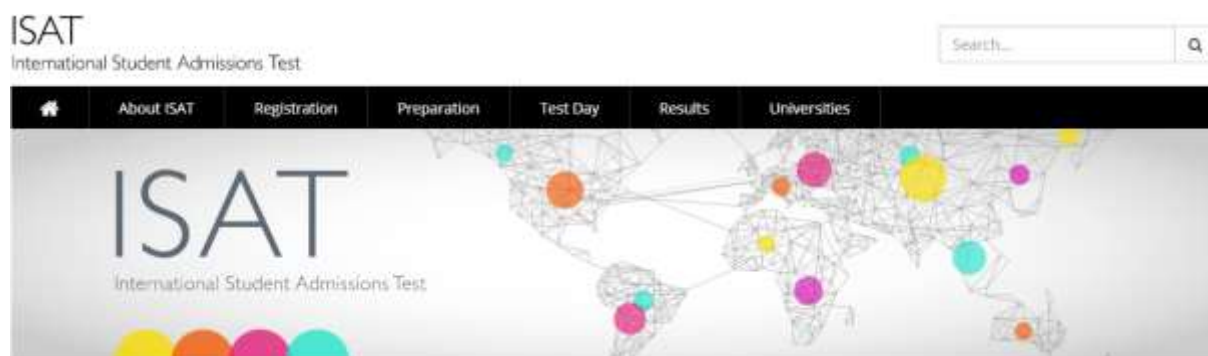 ISAT
International Student Admissions Test
Search...
About ISAT Registration Preparation Test Day Results Universities
ISAT
International Student Admissions Test